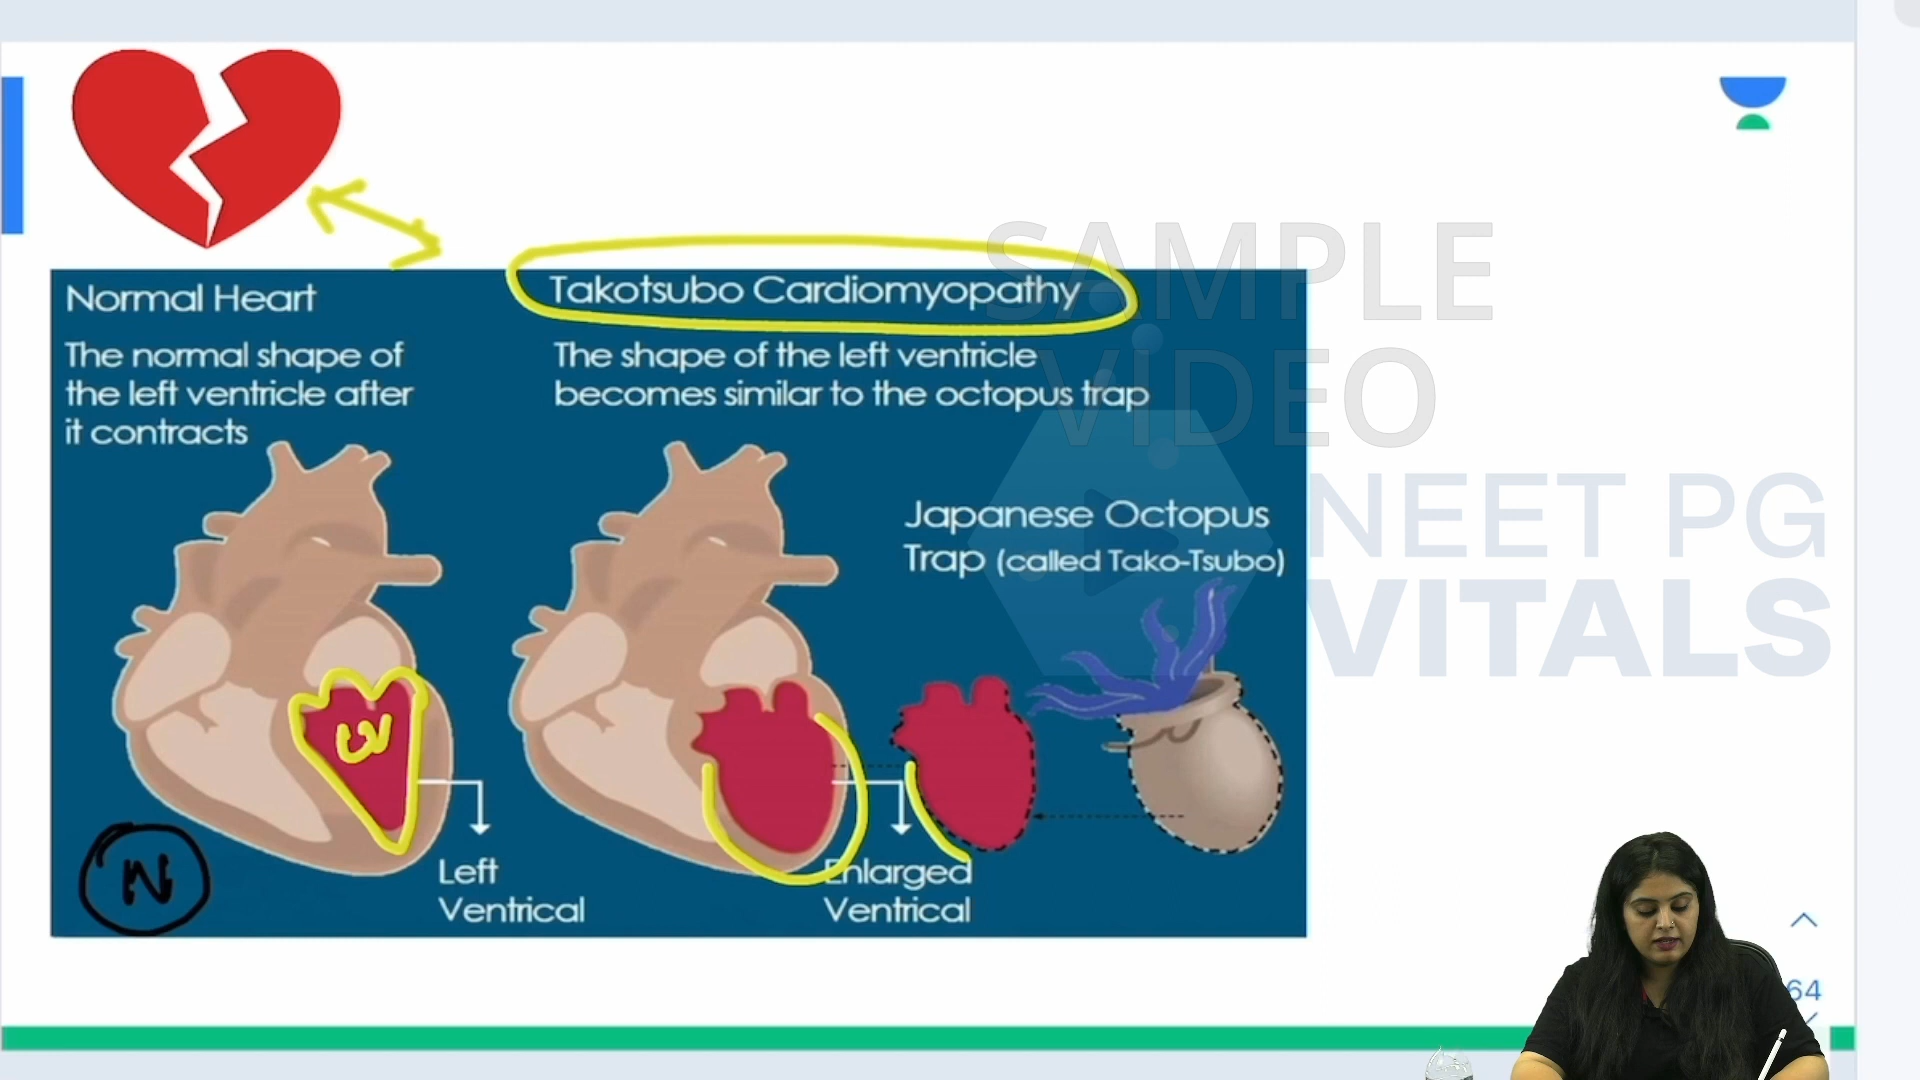 SAMPLE
VIDEO
NEET PG
VITALS
Normal Heart
The normal shape of
the left ventricle after
it contracts
Takotsubo Cardiomyopathy
The shape of the left ventricle
becomes similar to the octopus trap
Japanese Octopus
Trap (called Tako-Tsubo)
LV
N
Left
Ventrical
Enlarged
Ventrical
64